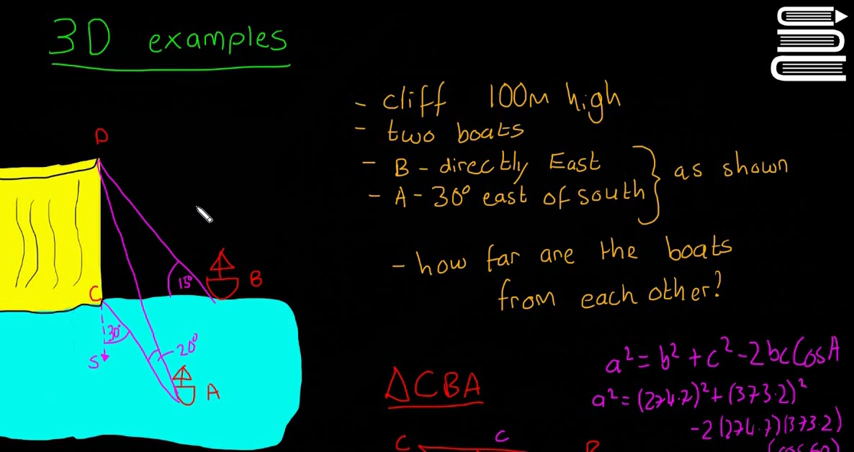 3D examples
- cliff 100m high
- two boats
- B - directly East
- A - 30° east of south
as shown
- how far are the boats
from each other?
D
B
15°
C
30°
20°
S
A
a² = b² + c² - 2bc Cos A
a² = (274.7)² + (373.2)²
-2(274.7)(373.2)
(cos 60)
△CBA
C
c
B